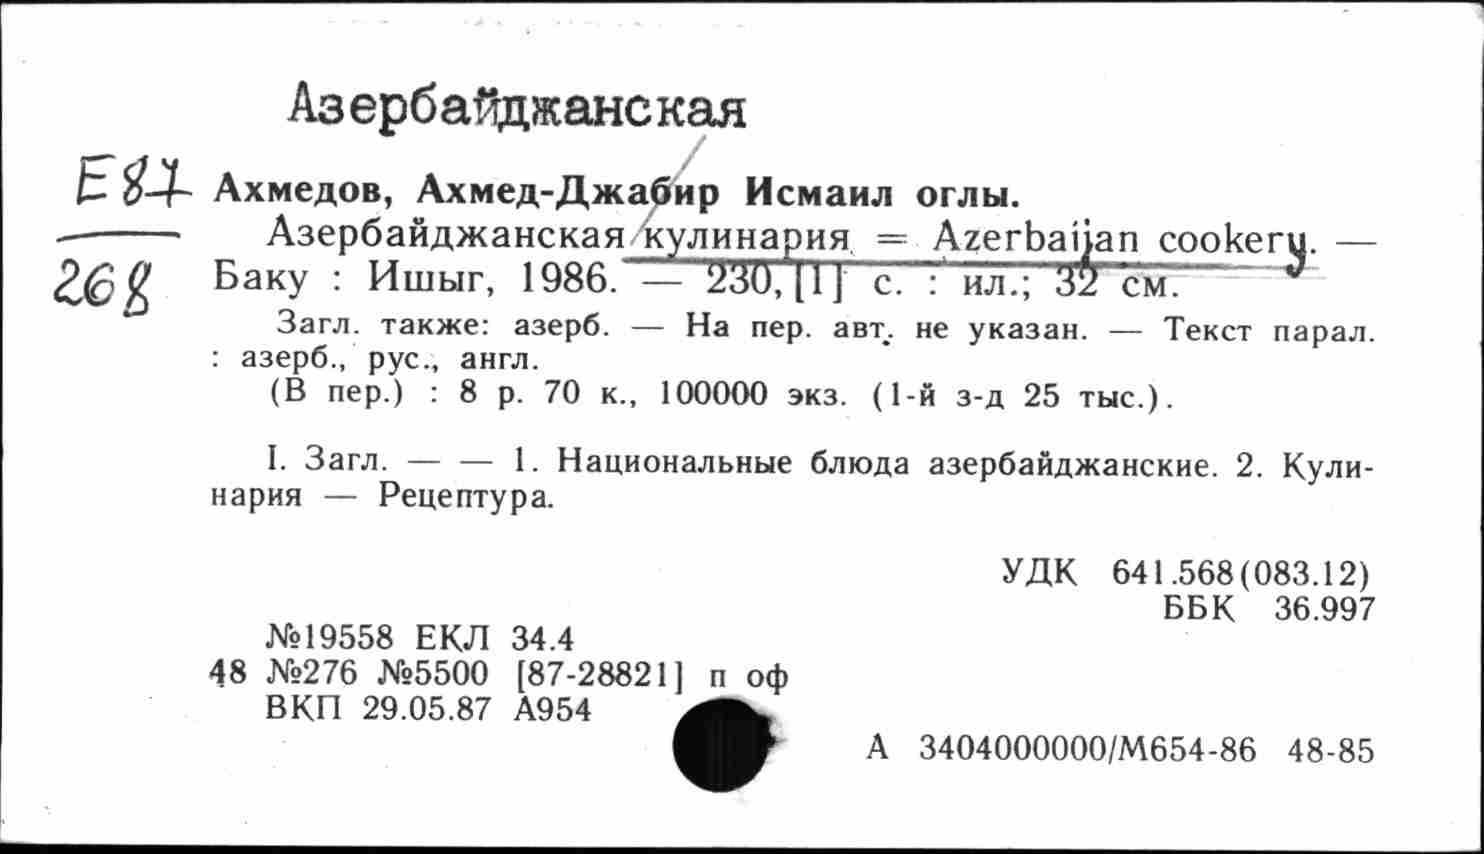 Азербайджанская
Е87
268
Ахмедов, Ахмед-Джабир Исмаил оглы.
Азербайджанская кулинария = Azerbaijan cookery. —
Баку : Ишыг, 1986. — 230, [1] с. : ил.; 32 см.
Загл. также: азерб. — На пер. авт. не указан. — Текст парал.
: азерб., рус., англ.
(В пер.) : 8 р. 70 к., 100000 экз. (1-й з-д 25 тыс.).
I. Загл. — — 1. Национальные блюда азербайджанские. 2. Кули-
нария — Рецептура.
УДК 641.568(083.12)
ББК 36.997
№19558 ЕКЛ 34.4
48 №276 №5500 [87-28821] п оф
ВКП 29.05.87 А954
А 3404000000/М654-86 48-85